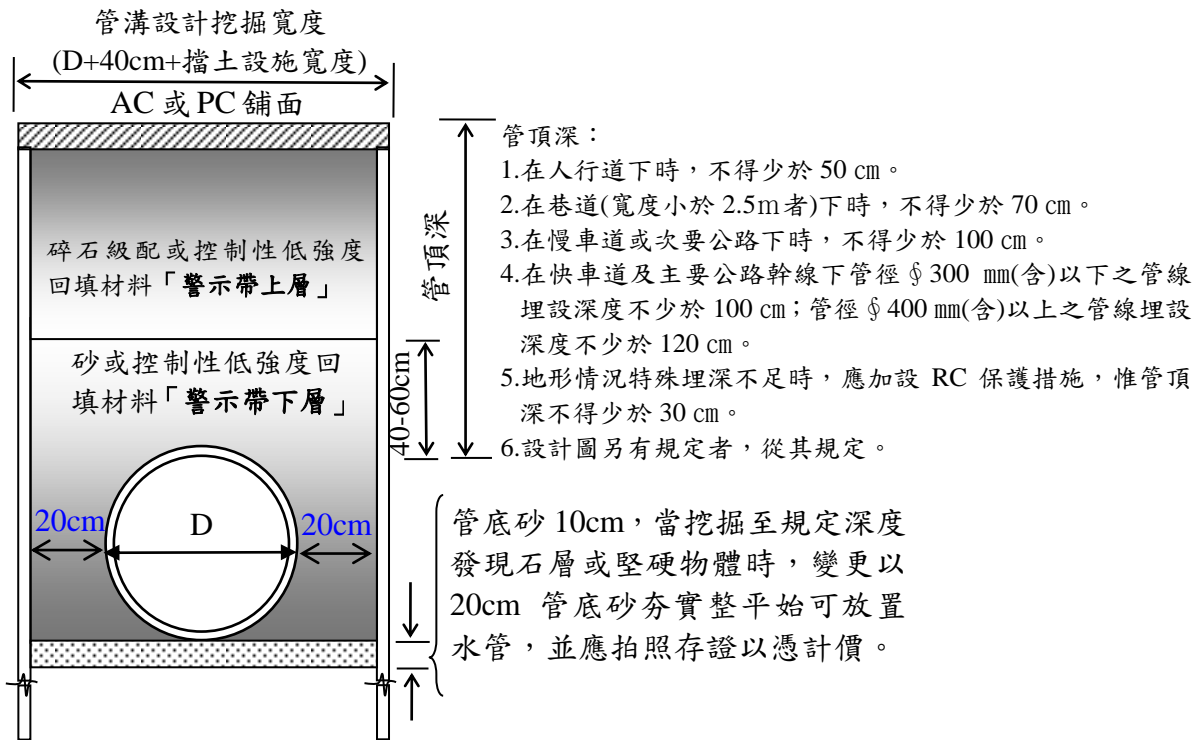 管溝設計挖掘寬度
(D+40cm+擋土設施寬度)
AC 或 PC 舖面
碎石級配或控制性低強度
回填材料「警示帶上層」
砂或控制性低強度回
填材料「警示帶下層」
20cm
D
20cm
40-60cm
管頂深
管頂深：
1.在人行道下時，不得少於 50 ㎝。
2.在巷道(寬度小於 2.5m者)下時，不得少於 70 ㎝。
3.在慢車道或次要公路下時，不得少於 100 ㎝。
4.在快車道及主要公路幹線下管徑∮300 ㎜(含)以下之管線
埋設深度不少於 100 ㎝；管徑∮400 ㎜(含)以上之管線埋設
深度不少於 120 ㎝。
5.地形情況特殊埋深不足時，應加設 RC 保護措施，惟管頂
深不得少於 30 ㎝。
6.設計圖另有規定者，從其規定。
管底砂 10cm，當挖掘至規定深度
發現石層或堅硬物體時，變更以
20cm 管底砂夯實整平始可放置
水管，並應拍照存證以憑計價。